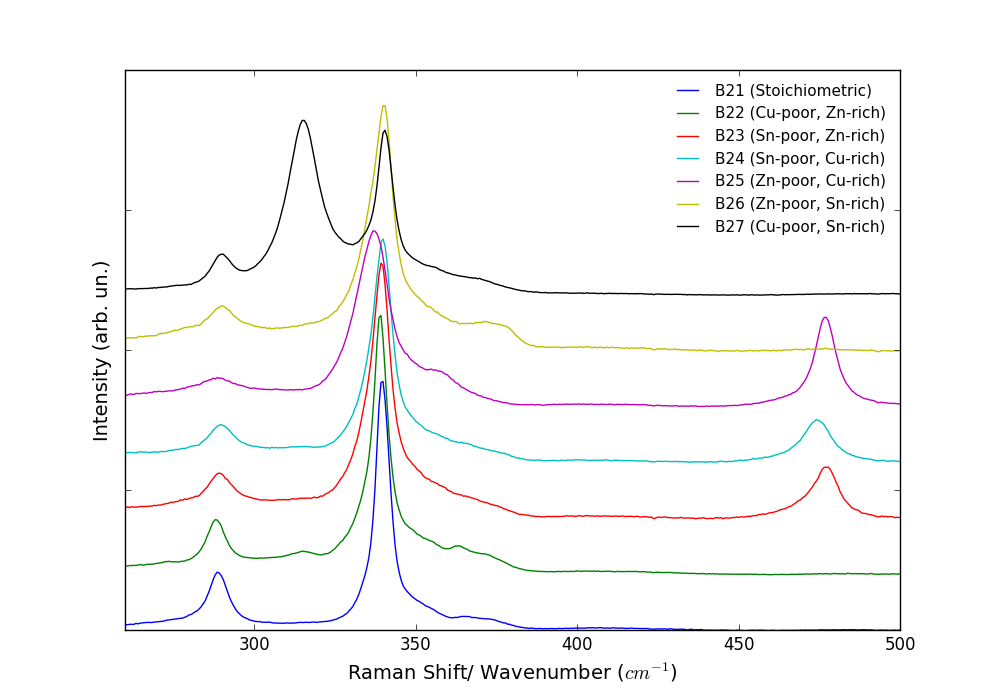 B21 (Stoichiometric)
B22 (Cu-poor, Zn-rich)
B23 (Sn-poor, Zn-rich)
B24 (Sn-poor, Cu-rich)
B25 (Zn-poor, Cu-rich)
B26 (Zn-poor, Sn-rich)
B27 (Cu-poor, Sn-rich)
Intensity (arb. un.)
300 350 400 450 500
Raman Shift/ Wavenumber (cm⁻¹)